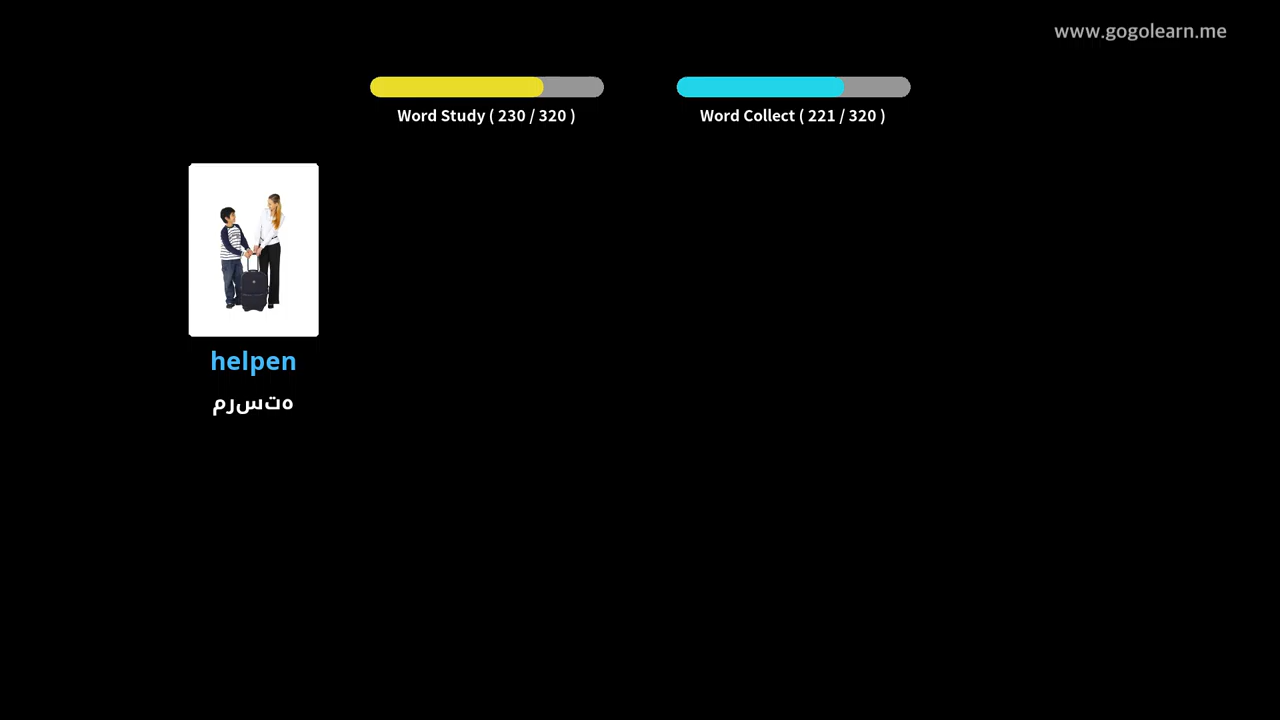 www.gogolearn.me
Word Study ( 230 / 320 )
Word Collect ( 221 / 320 )
helpen
مرسته